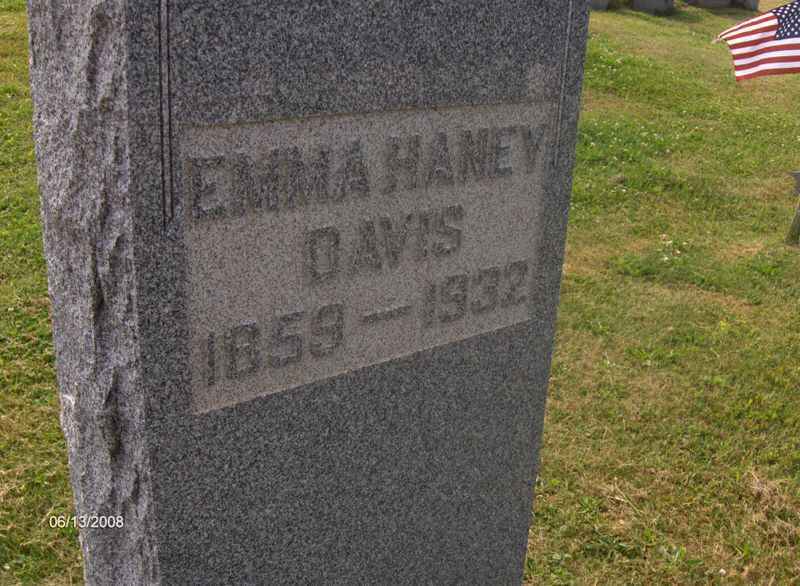 EMMA HANEY
DAVIS
1859 — 1932
06/13/2008